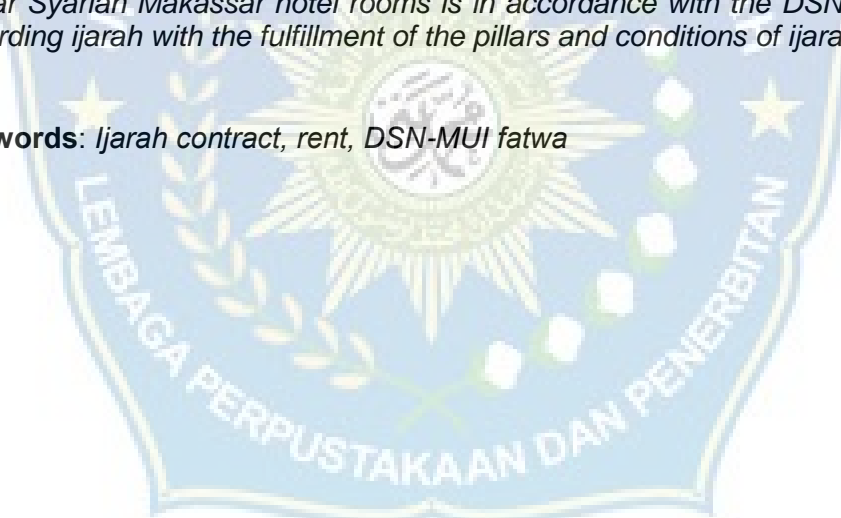 ar Syariah Makassar hotel rooms is in accordance with the DSN
rding ijarah with the fulfillment of the pillars and conditions of ijara
words: Ijarah contract, rent, DSN-MUI fatwa
LEMBAGA PERPUSTAKAAN DAN PENERBITAN